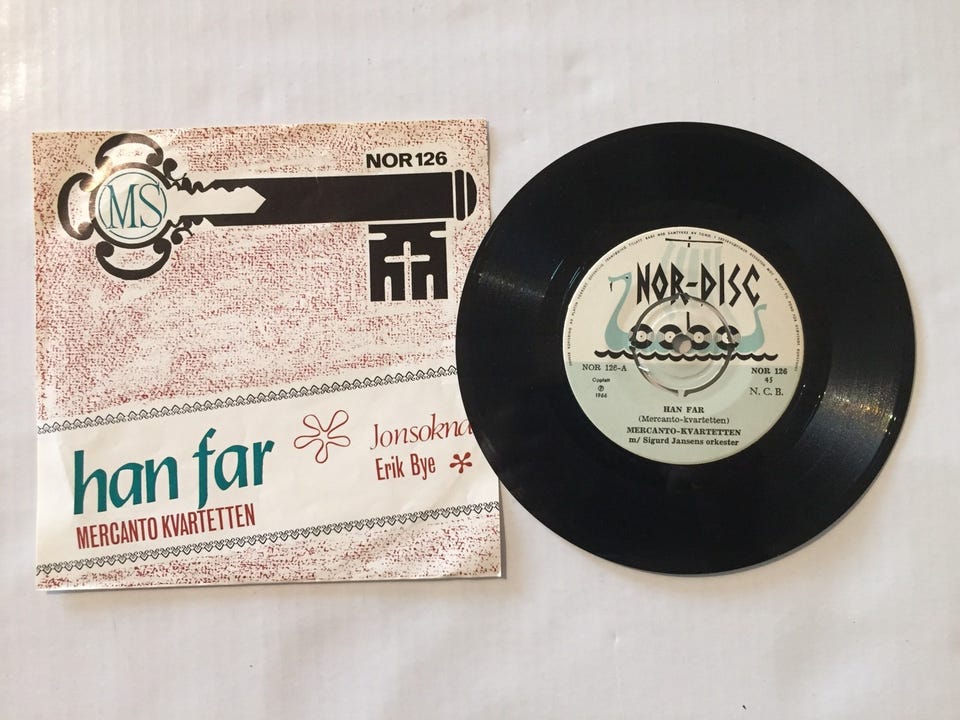 NOR 126
MS
han far
MERCANTO KVARTETTEN
Jonsokna
Erik Bye
NOR-DISC
NOR 126-A
Opptatt
℗
1966
NOR 126
45
N. C. B.
HAN FAR
(Mercanto-kvartetten)
MERCANTO-KVARTETTEN
m/ Sigurd Jansens orkester